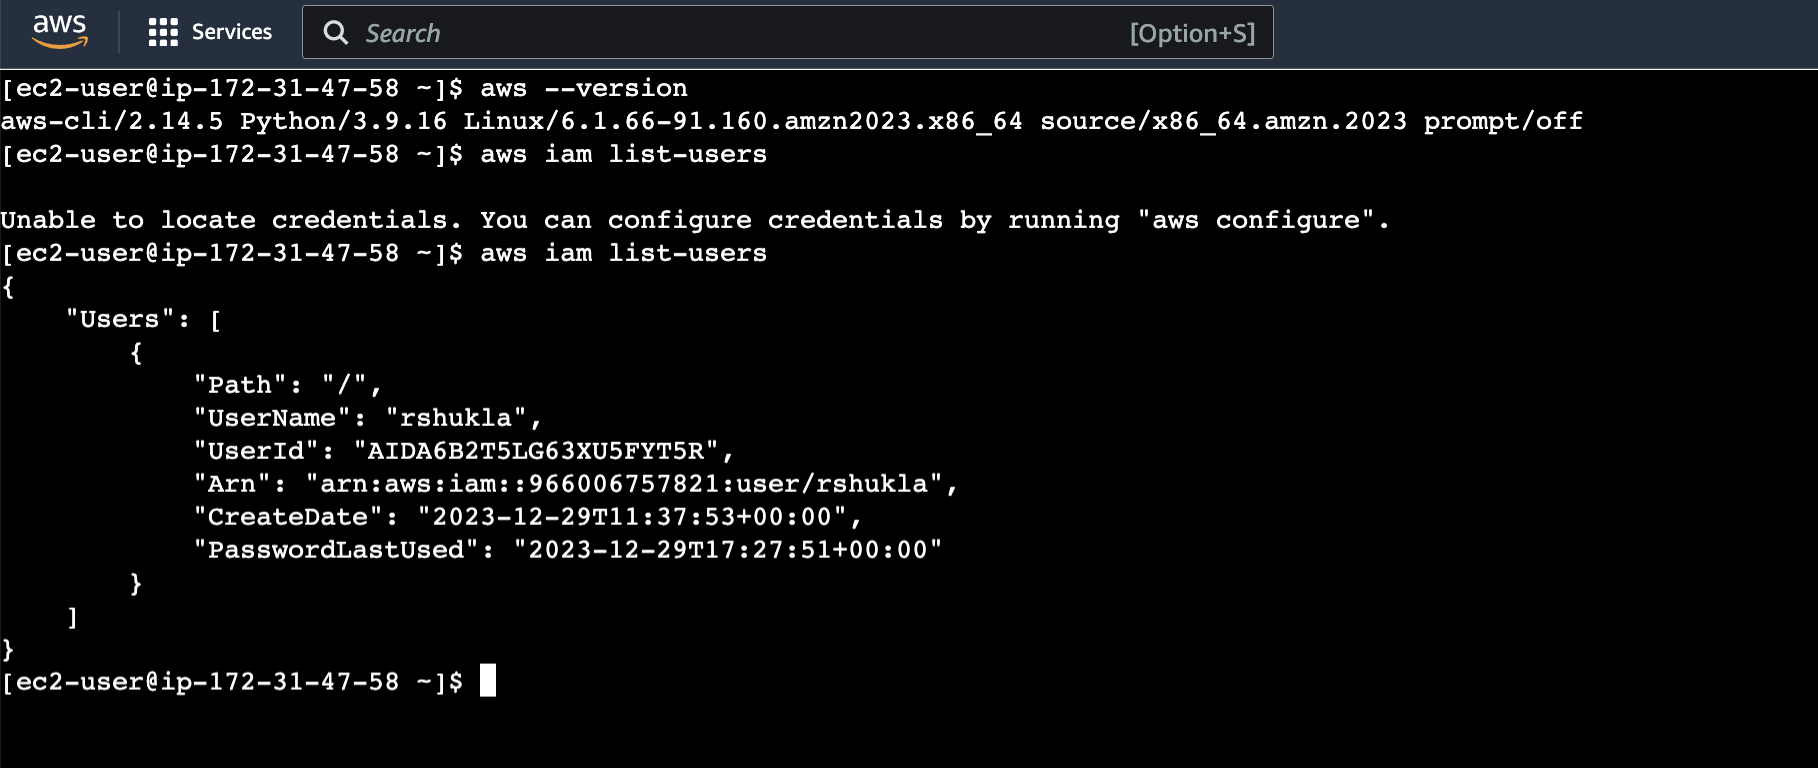 aws
Services
Search
[Option+S]
[ec2-user@ip-172-31-47-58 ~]$ aws --version
aws-cli/2.14.5 Python/3.9.16 Linux/6.1.66-91.160.amzn2023.x86_64 source/x86_64.amzn.2023 prompt/off
[ec2-user@ip-172-31-47-58 ~]$ aws iam list-users
Unable to locate credentials. You can configure credentials by running "aws configure".
[ec2-user@ip-172-31-47-58 ~]$ aws iam list-users
{
    "Users": [
        {
            "Path": "/",
            "UserName": "rshukla",
            "UserId": "AIDA6B2T5LG63XU5FYT5R",
            "Arn": "arn:aws:iam::966006757821:user/rshukla",
            "CreateDate": "2023-12-29T11:37:53+00:00",
            "PasswordLastUsed": "2023-12-29T17:27:51+00:00"
        }
    ]
}
[ec2-user@ip-172-31-47-58 ~]$